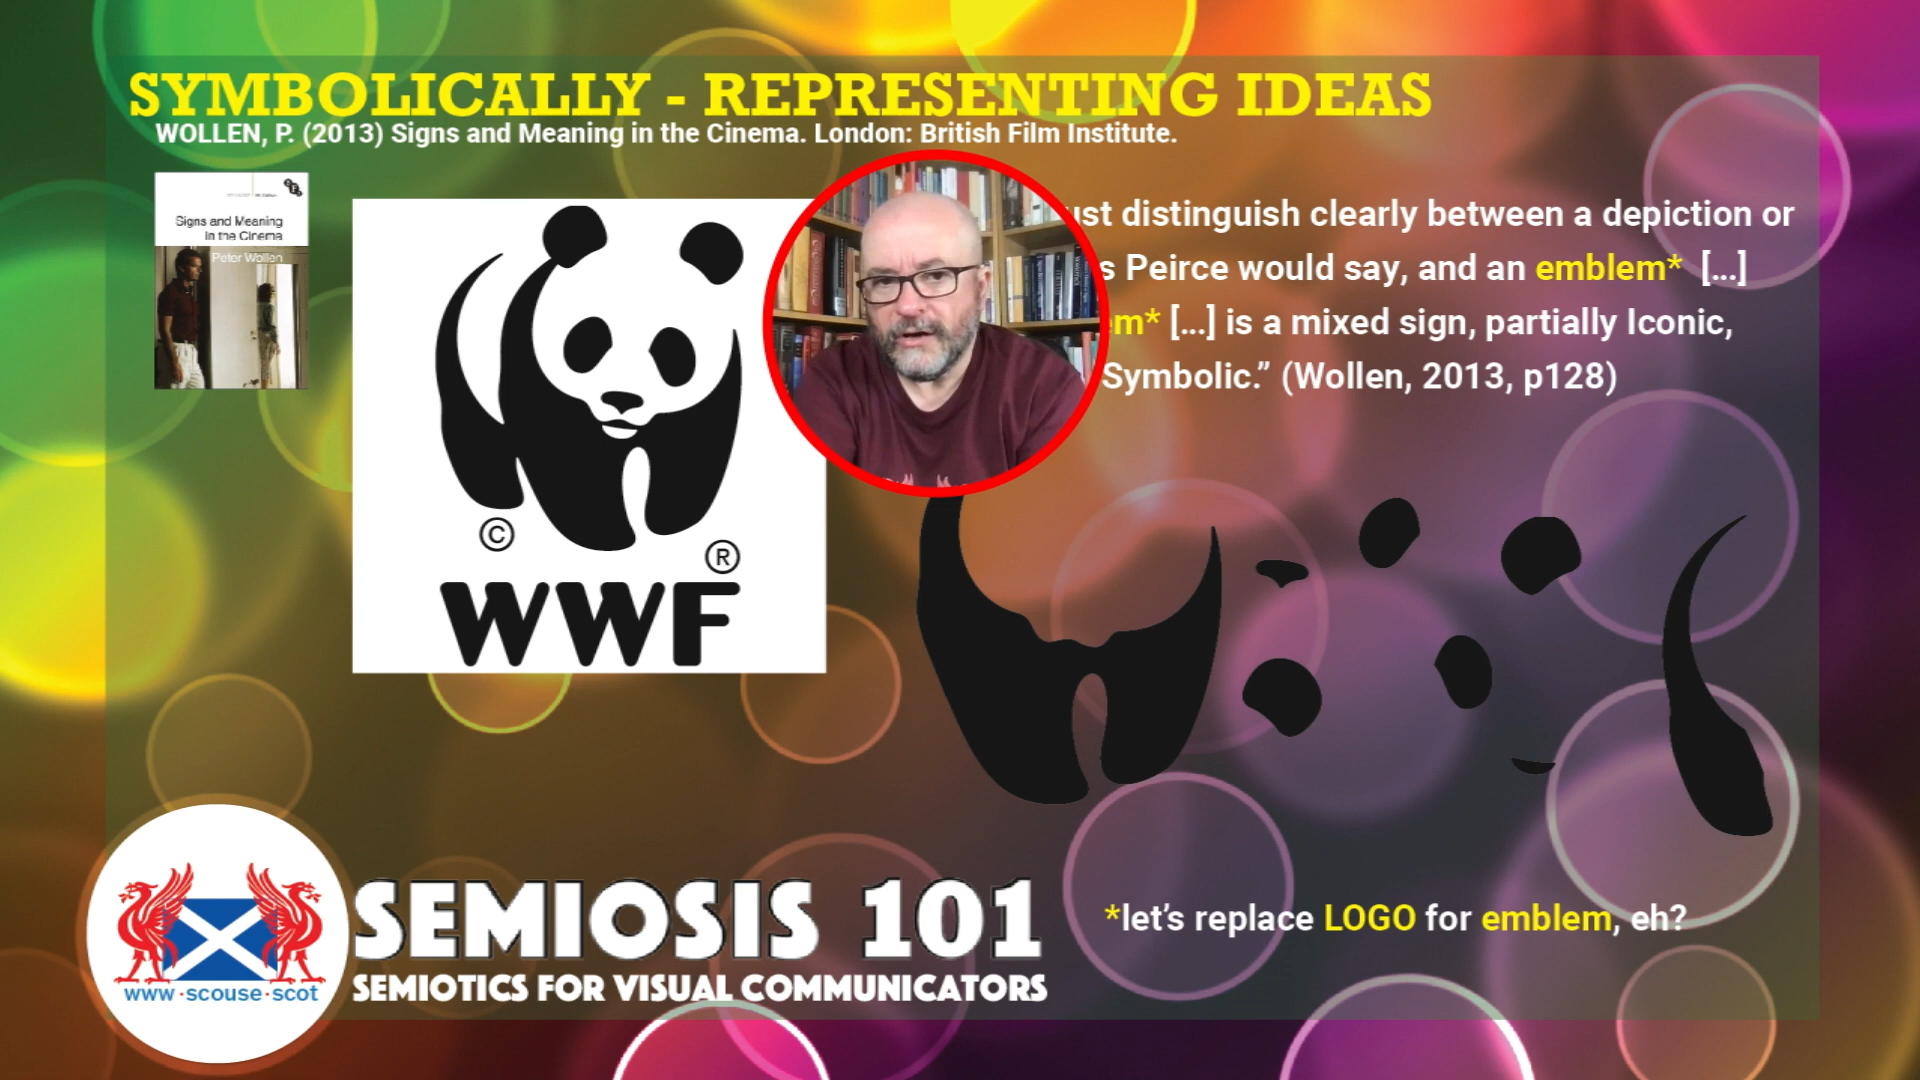 SYMBOLICALLY - REPRESENTING IDEAS
WOLLEN, P. (2013) Signs and Meaning in the Cinema. London: British Film Institute.
Signs and Meaning
in the Cinema
Peter Wollen
© 
®
WWF
ust distinguish clearly between a depiction or
s Peirce would say, and an emblem* [...]
em* [...] is a mixed sign, partially Iconic,
Symbolic.” (Wollen, 2013, p128)
*let’s replace LOGO for emblem, eh?
www·scouse·scot
SEMIOSIS 101
SEMIOTICS FOR VISUAL COMMUNICATORS